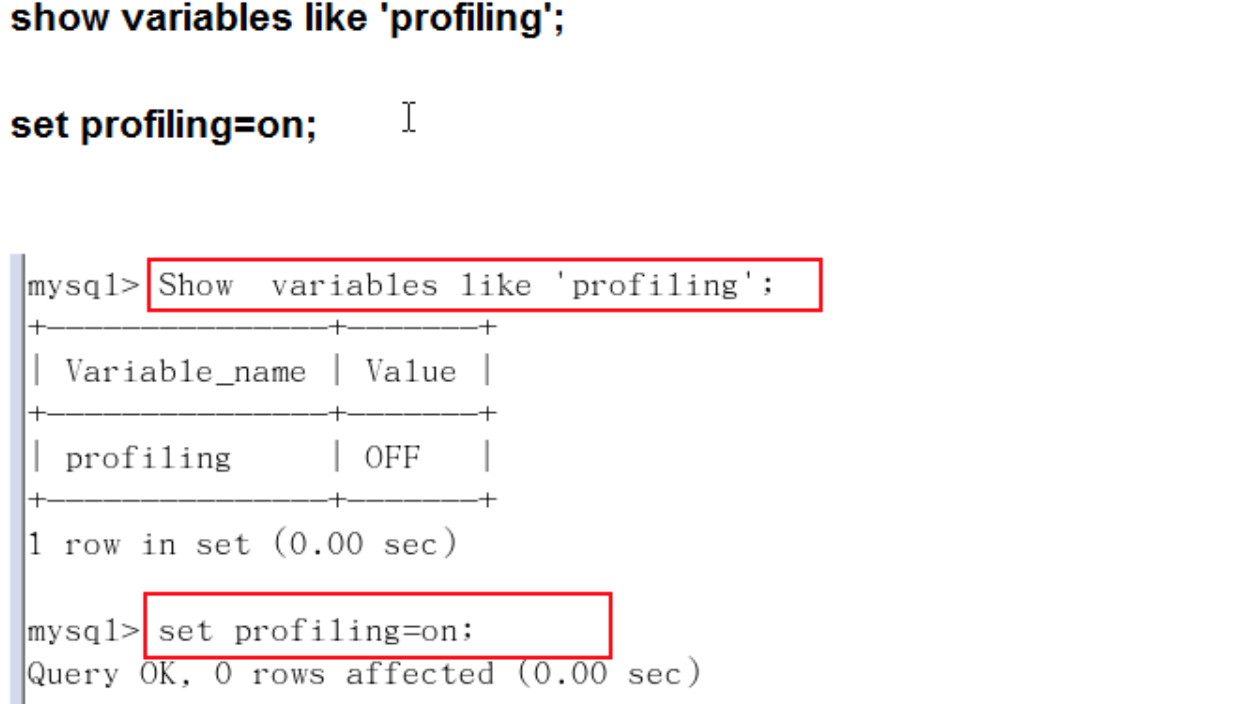 show variables like 'profiling';
set profiling=on;
mysql> Show  variables like 'profiling';
+---------------+-------+
| Variable_name | Value |
+---------------+-------+
| profiling     | OFF   |
+---------------+-------+
1 row in set (0.00 sec)
mysql> set profiling=on;
Query OK, 0 rows affected (0.00 sec)